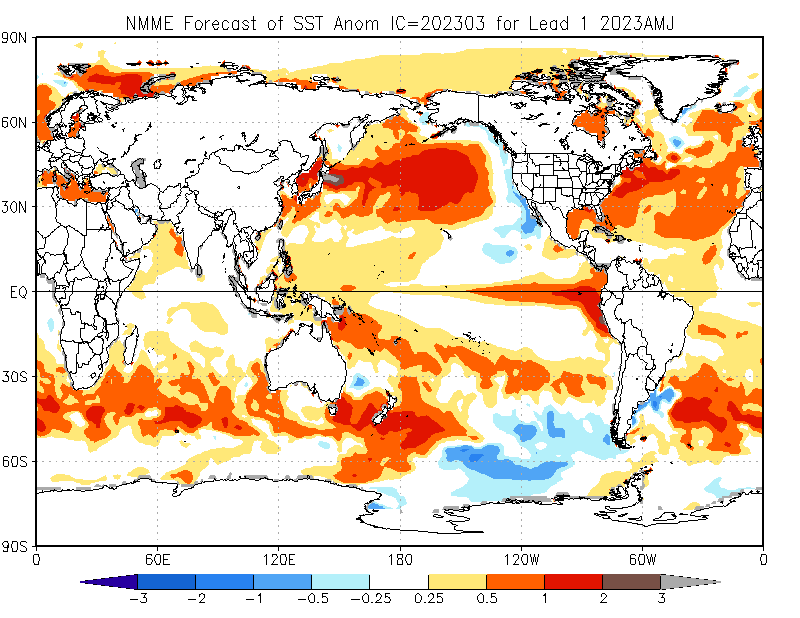 NMME Forecast of SST Anom IC=202303 for Lead 1 2023AMJ
90N
60N
30N
EQ
30S
60S
90S
0 60E 120E 180 120W 60W 0
-3 -2 -1 -0.5 -0.25 0.25 0.5 1 2 3